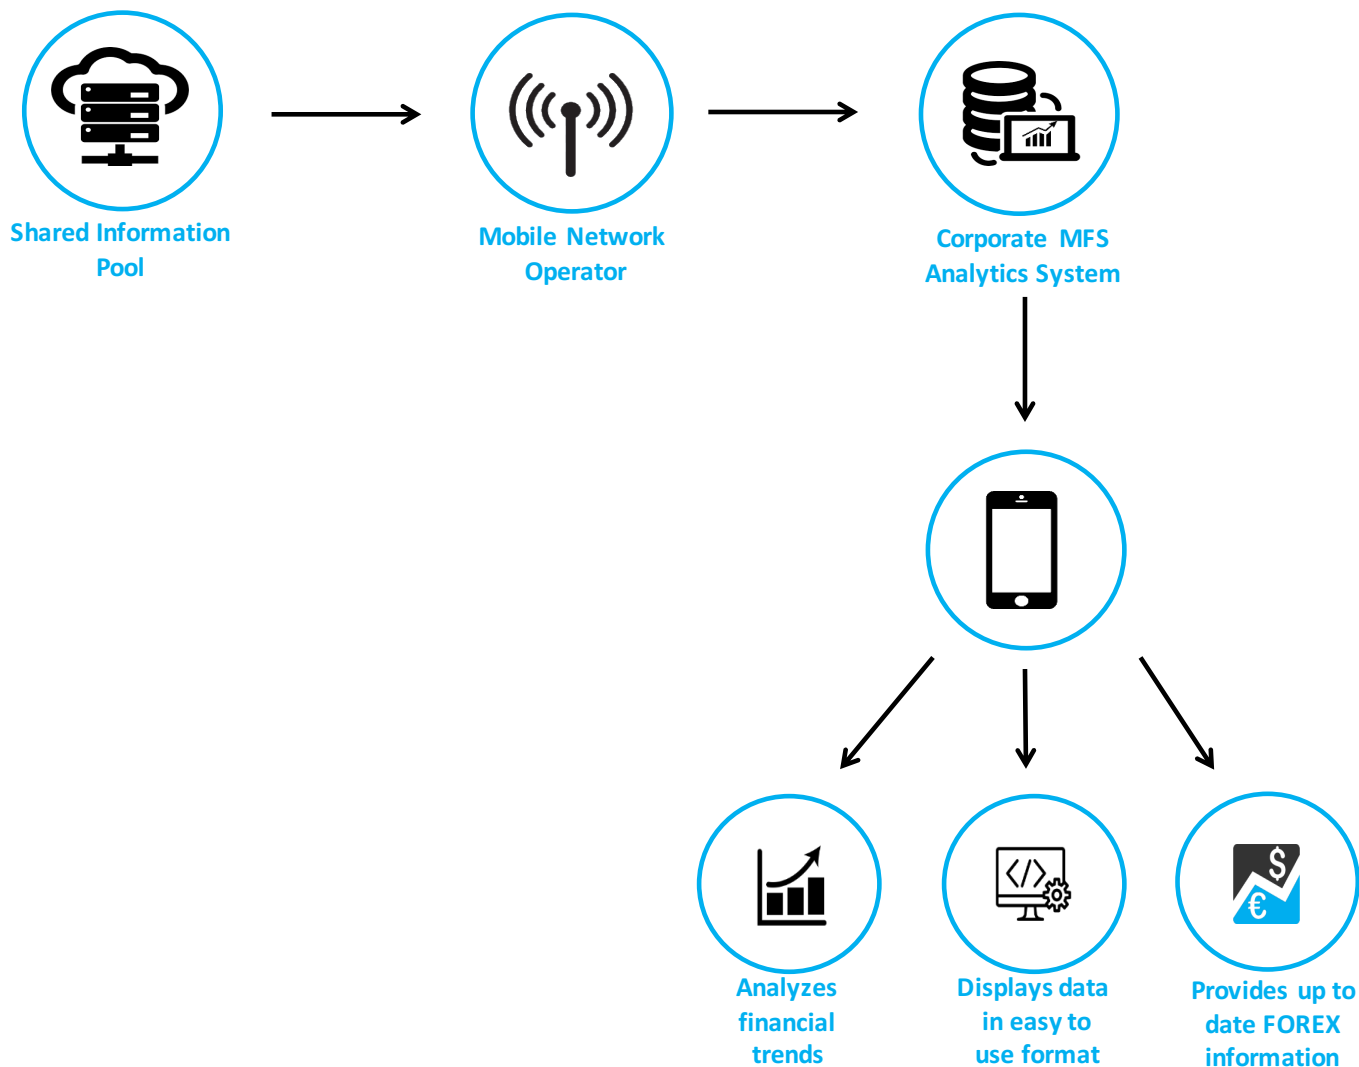 Shared Information
Pool
Mobile Network
Operator
Corporate MFS
Analytics System
</>
$
€
Analyzes
financial
trends
Displays data
in easy to
use format
Provides up to
date FOREX
information